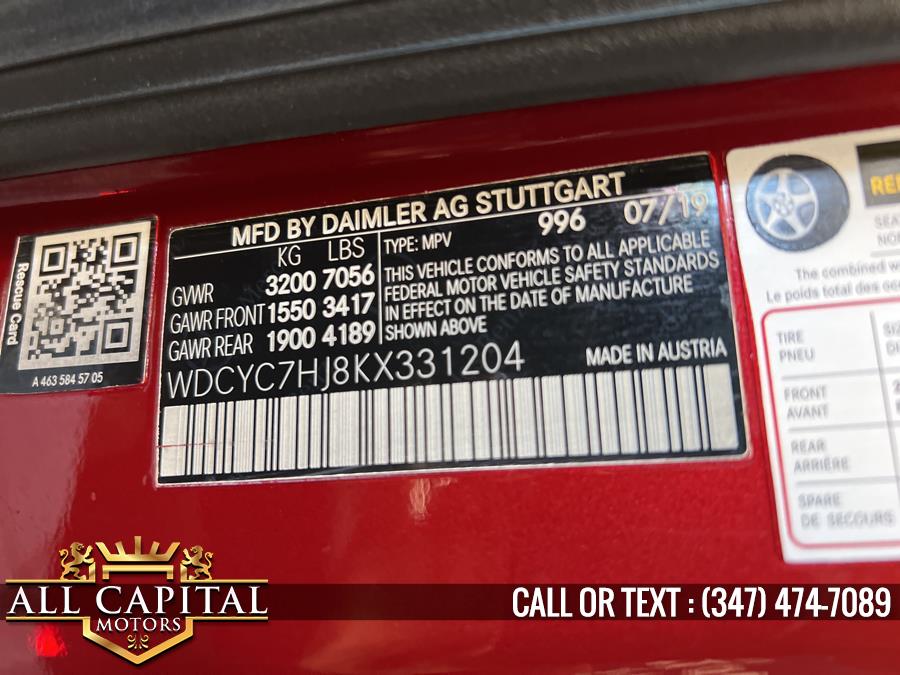 MFD BY DAIMLER AG STUTTGART
KG LBS
GVWR 3200 7056
GAWR FRONT 1550 3417
GAWR REAR 1900 4189
TYPE: MPV 996 07/19
THIS VEHICLE CONFORMS TO ALL APPLICABLE
FEDERAL MOTOR VEHICLE SAFETY STANDARDS
IN EFFECT ON THE DATE OF MANUFACTURE
SHOWN ABOVE
WDCYC7HJ8KX331204 MADE IN AUSTRIA
Rescue Card
A 463 584 57 05
The combined
Le poids total des
TIRE
PNEU
FRONT
AVANT
REAR
ARRIÈRE
SPARE
DE SECOURS
ALL CAPITAL
MOTORS
CALL OR TEXT : (347) 474-7089